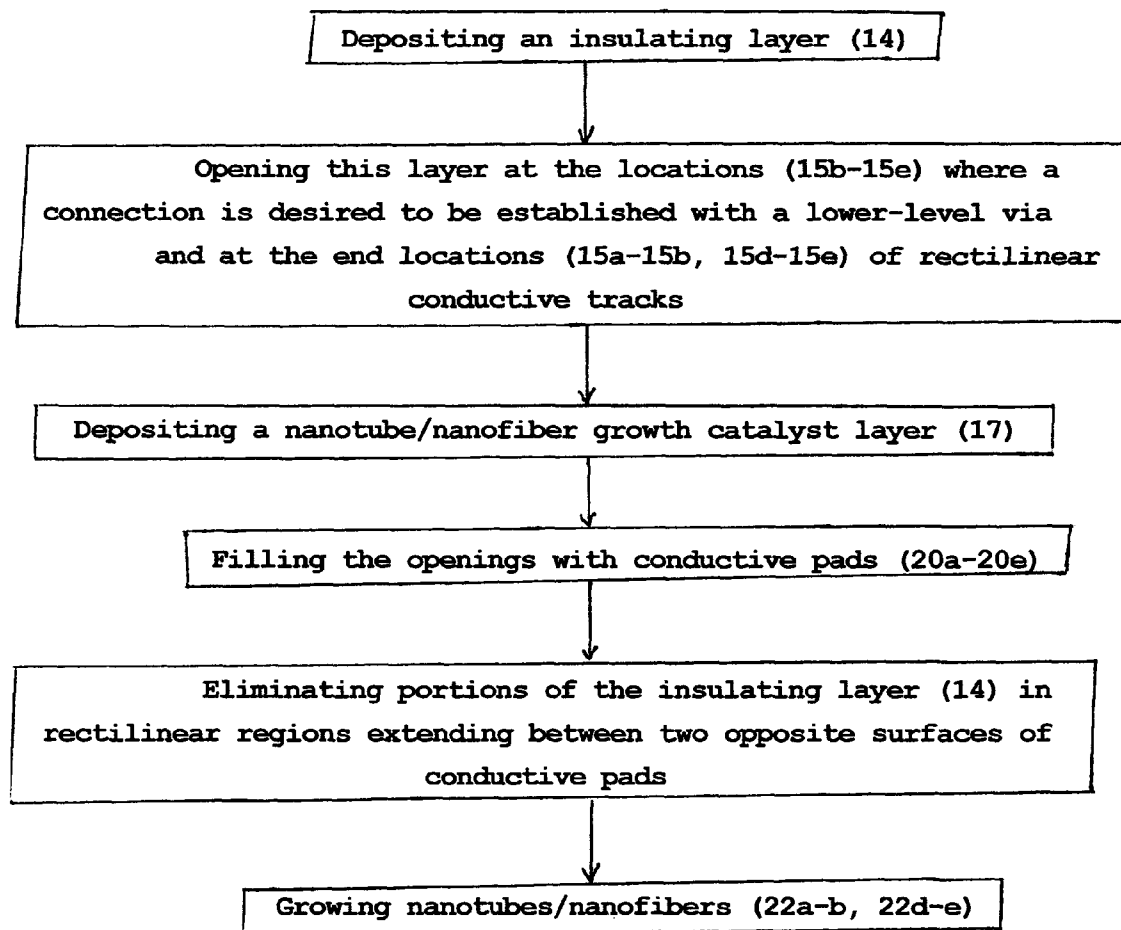 Depositing an insulating layer (14)
Opening this layer at the locations (15b-15e) where a
connection is desired to be established with a lower-level via
and at the end locations (15a-15b, 15d-15e) of rectilinear
conductive tracks
Depositing a nanotube/nanofiber growth catalyst layer (17)
Filling the openings with conductive pads (20a-20e)
Eliminating portions of the insulating layer (14) in
rectilinear regions extending between two opposite surfaces of
conductive pads
Growing nanotubes/nanofibers (22a-b, 22d-e)